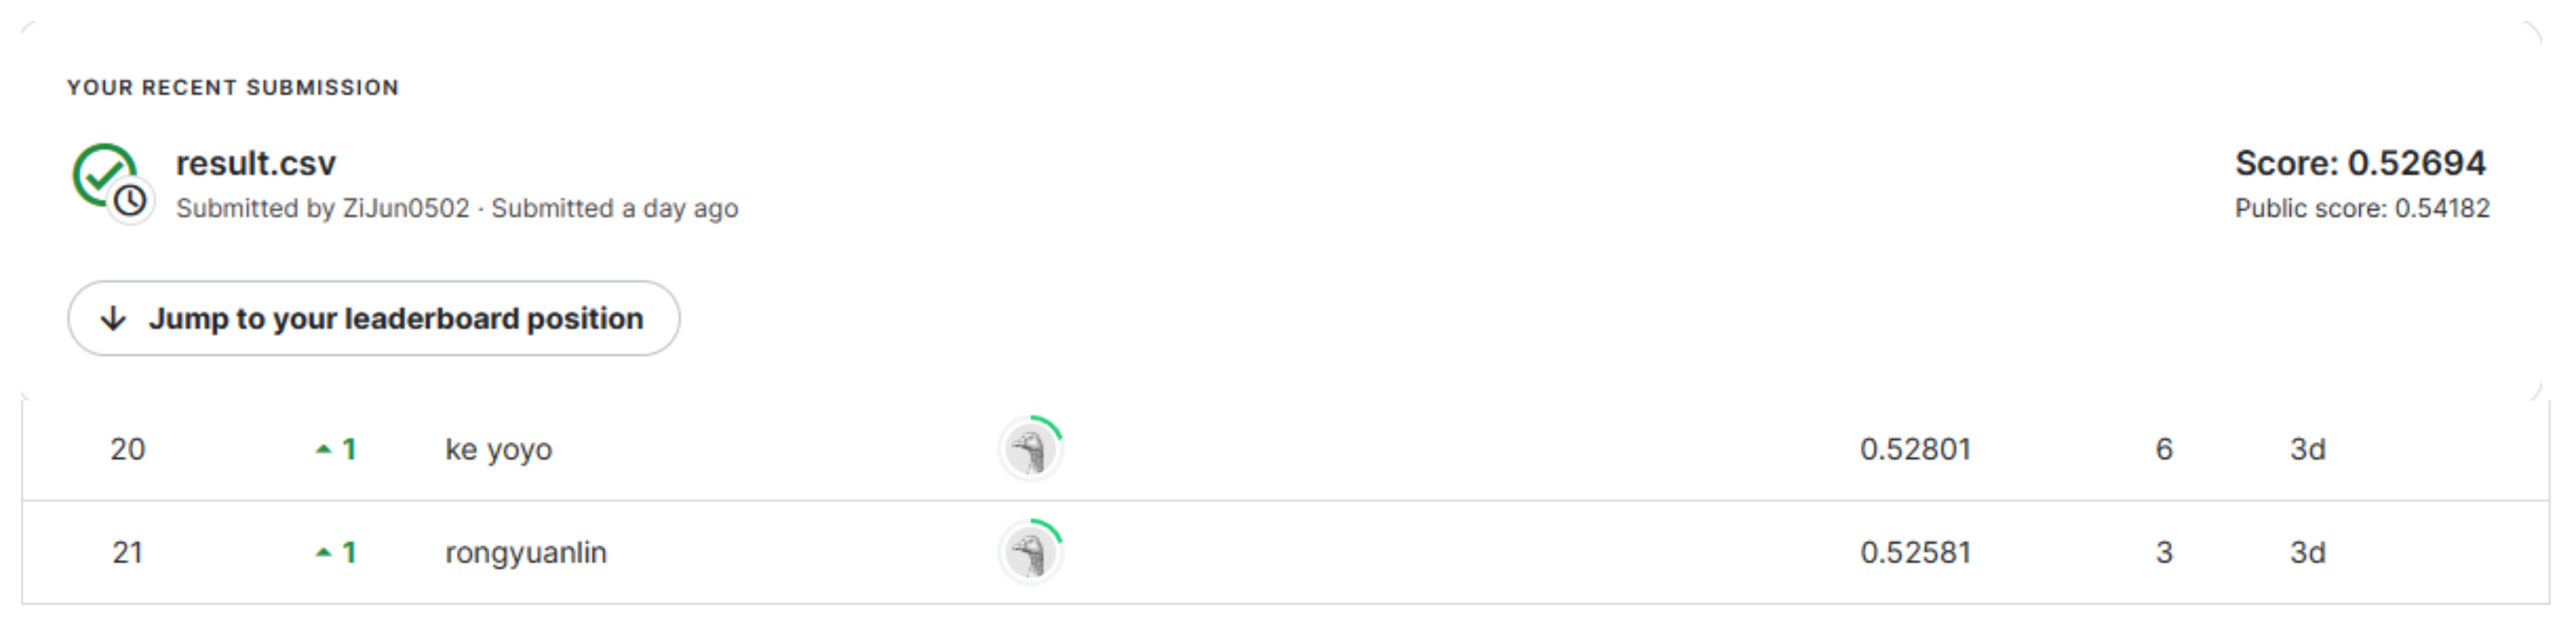 YOUR RECENT SUBMISSION
result.csv
Score: 0.52694
Submitted by ZiJun0502 · Submitted a day ago
Public score: 0.54182
Jump to your leaderboard position
20 1 ke yoyo 0.52801 6 3d
21 1 rongyuanlin 0.52581 3 3d